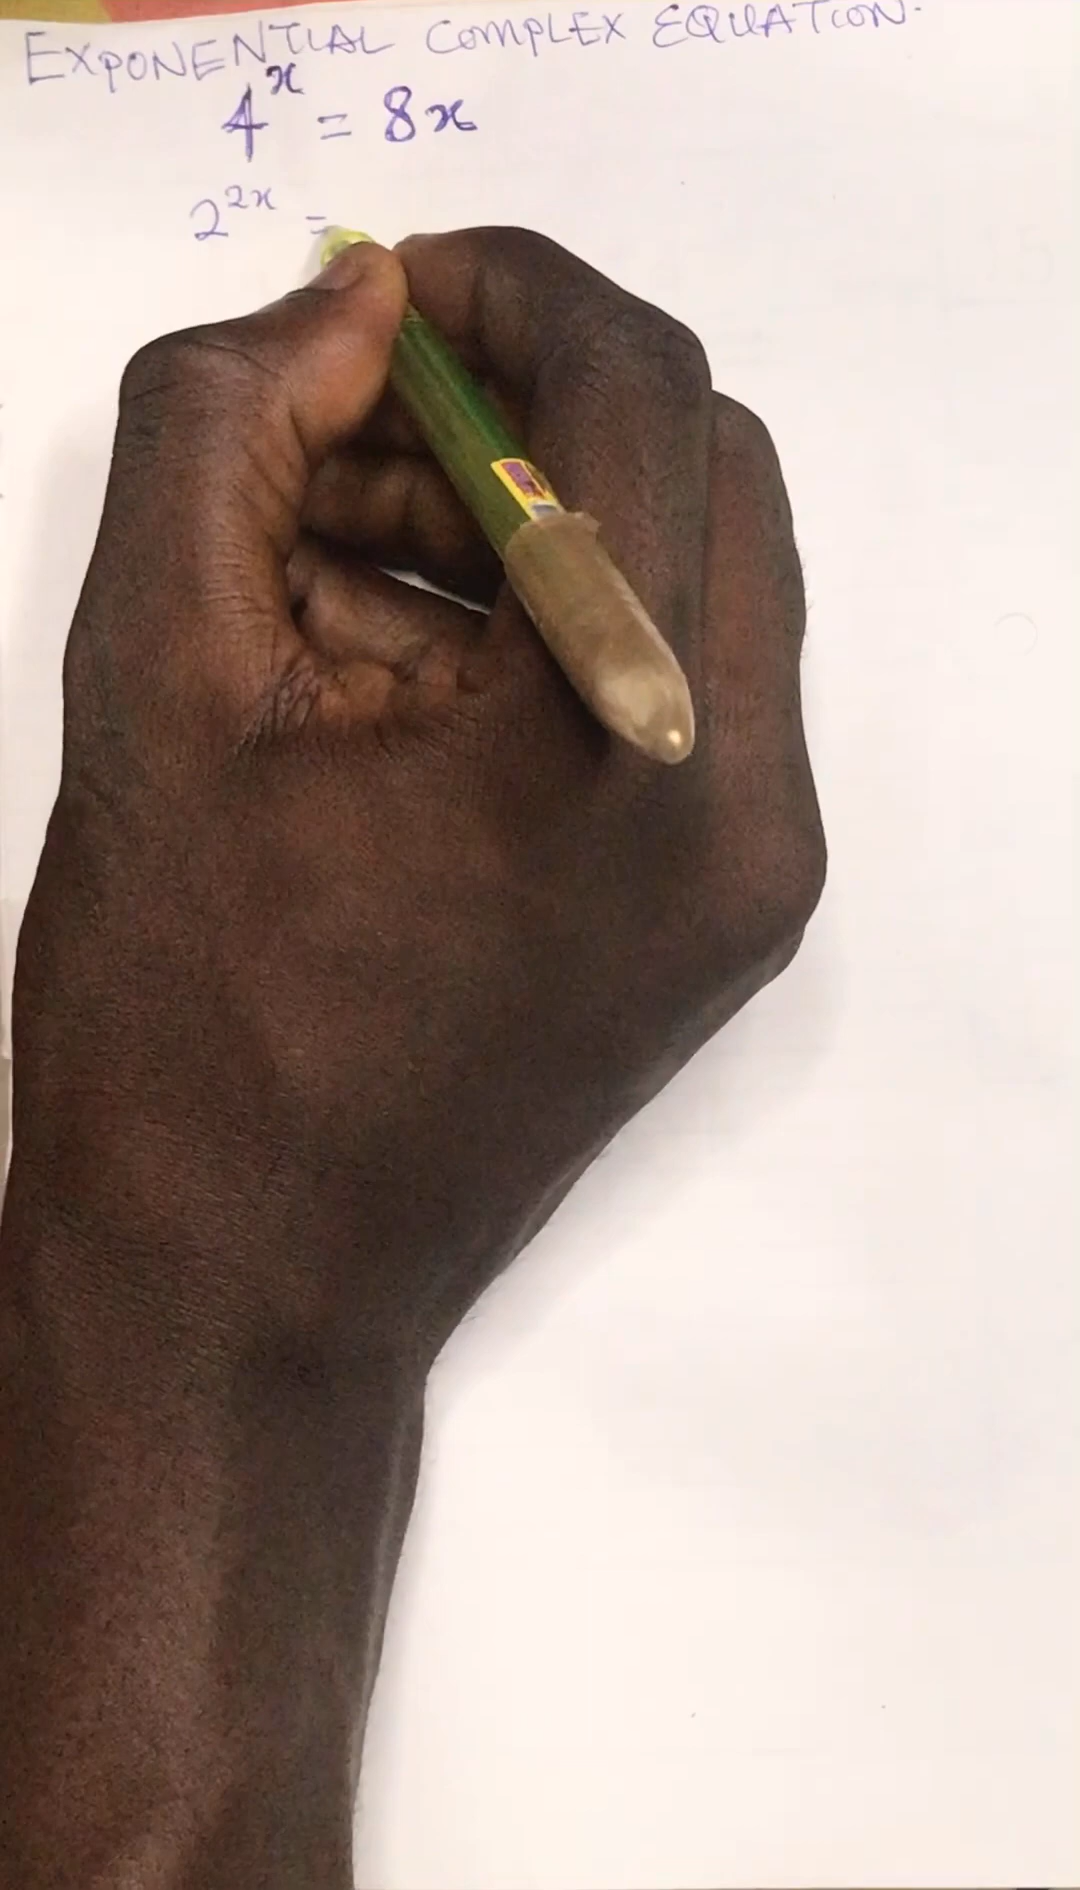 EXPONENTIAL COMPLEX EQUATION.
4^x = 8x
2^2x =